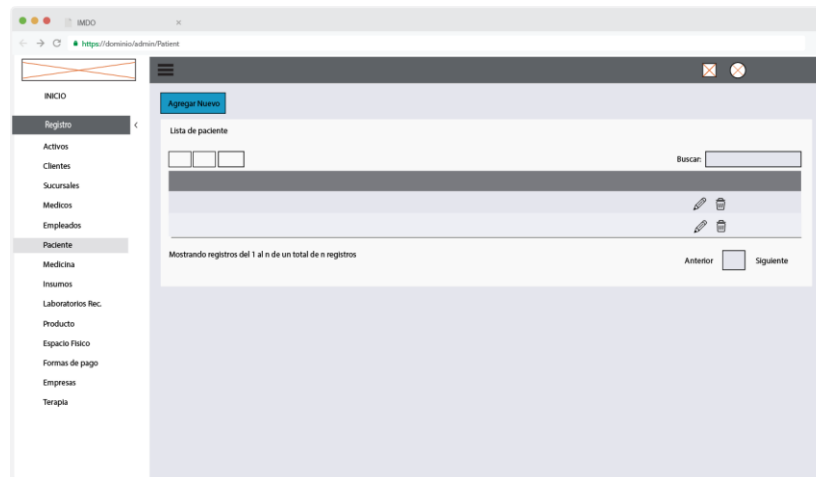 IMDO
https://dominio/admin/Patient
INICIO
Registro
Activos
Clientes
Sucursales
Medicos
Empleados
Paciente
Medicina
Insumos
Laboratorios Rec.
Producto
Espacio Fisico
Formas de pago
Empresas
Terapia
Agregar Nuevo
Lista de paciente
Buscar:
Mostrando registros del 1 al n de un total de n registros
Anterior
Siguiente